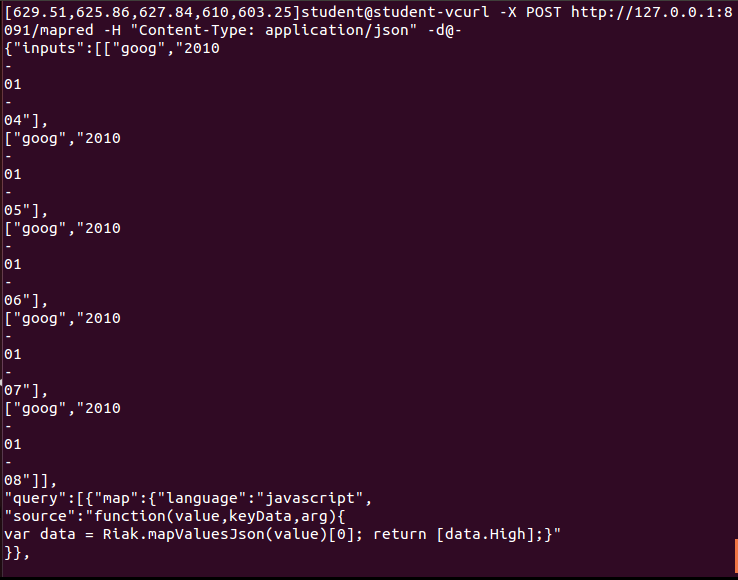 [629.51,625.86,627.84,610,603.25]student@student-vcurl -X POST http://127.0.0.1:8
091/mapred -H "Content-Type: application/json" -d@-
{"inputs":[["goog","2010
-
01
-
04"],
["goog","2010
-
01
-
05"],
["goog","2010
-
01
-
06"],
["goog","2010
-
01
-
07"],
["goog","2010
-
01
-
08"]],
"query":[{"map":{"language":"javascript",
"source":"function(value,keyData,arg){
var data = Riak.mapValuesJson(value)[0]; return [data.High];}"
}},